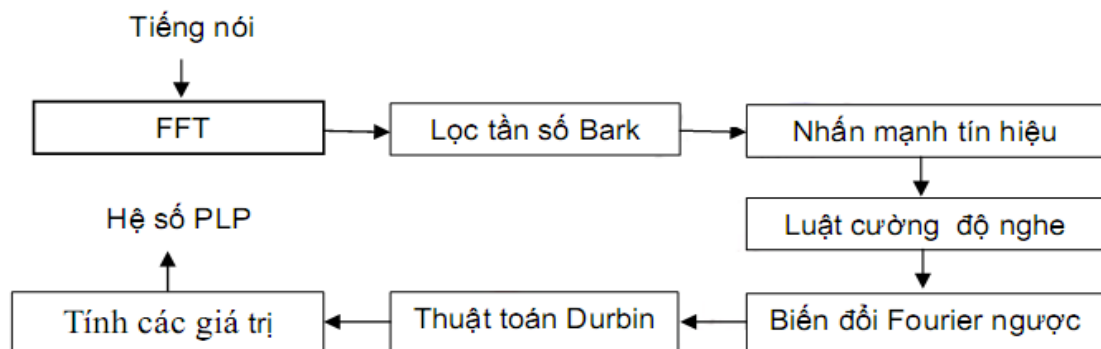 Tiếng nói
FFT
Lọc tần số Bark
Nhấn mạnh tín hiệu
Luật cường độ nghe
Biến đổi Fourier ngược
Thuật toán Durbin
Tính các giá trị
Hệ số PLP